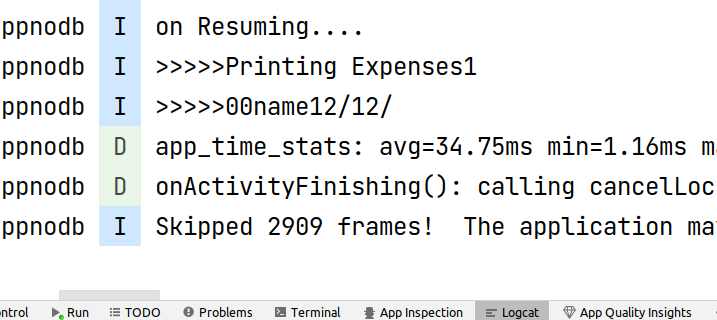 ppnodb I on Resuming....
ppnodb I >>>>>Printing Expenses1
ppnodb I >>>>>00name12/12/
ppnodb D app_time_stats: avg=34.75ms min=1.16ms ma
ppnodb D onActivityFinishing(): calling cancelLoc
ppnodb I Skipped 2909 frames!  The application ma
ntrol Run TODO Problems Terminal App Inspection Logcat App Quality Insights